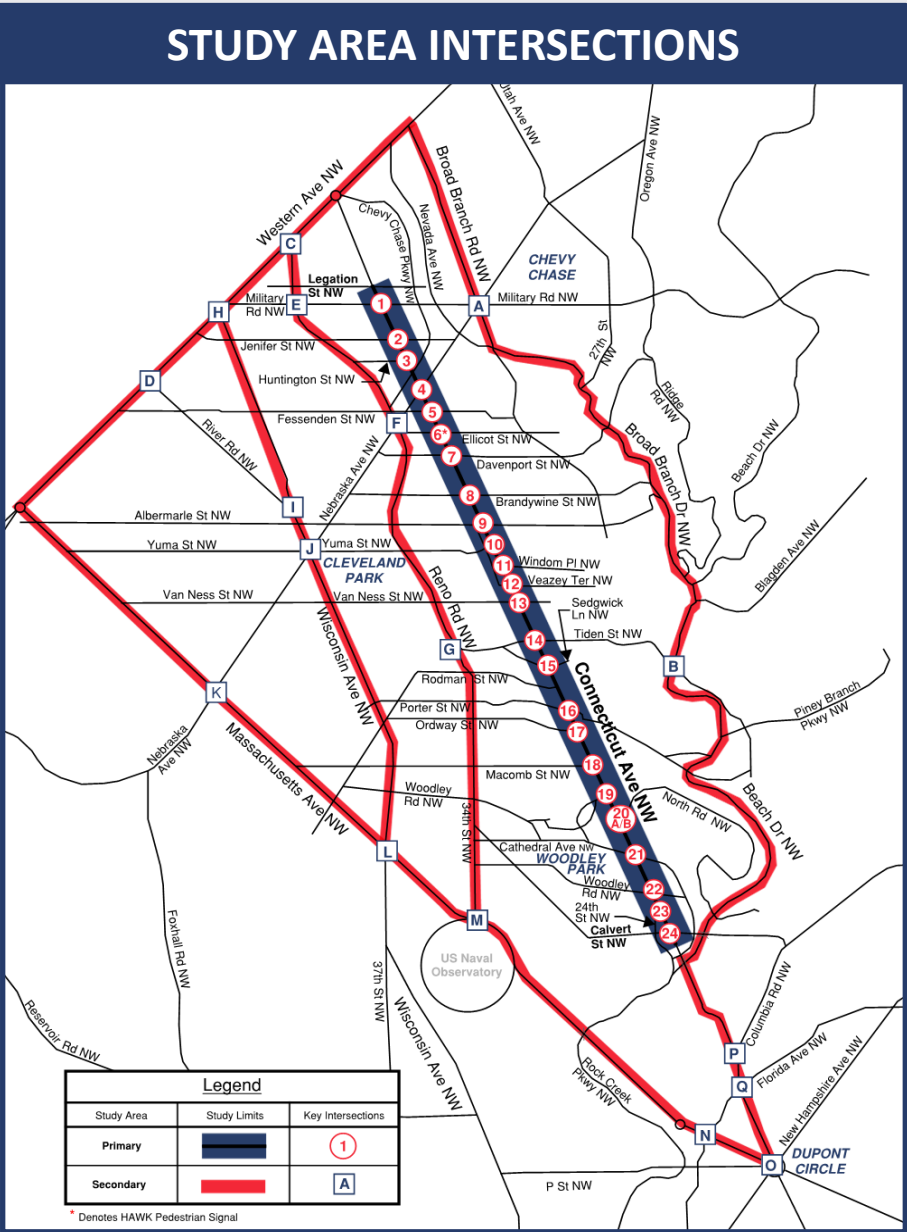 STUDY AREA INTERSECTIONS
Utah Ave NW
Oregon Ave NW
Western Ave NW
Broad Branch Rd NW
Chevy Chase Pkwy NW
Nevada Ave NW
C
CHEVY
CHASE
Legation
St NW
Military
Rd NW
E
H
1
A
Military Rd NW
2
Jenifer St NW
3
27th St
NW
Huntington St NW
D
4
Ridge
Rd NW
5
Fessenden St NW
F
6*
Ellicot St NW
River Rd NW
7
Davenport St NW
Broad Branch Dr NW
Beach Dr NW
Nebraska Ave NW
8
Brandywine St NW
I
Albermarle St NW
9
Yuma St NW
J
Yuma St NW
10
CLEVELAND
PARK
11
Windom Pl NW
12
Veazey Ter NW
Blagden Ave NW
Van Ness St NW
Van Ness St NW
13
Sedgwick
Ln NW
Reno Rd NW
Wisconsin Ave NW
14
Tiden St NW
G
15
B
Connecticut Ave NW
Rodman St NW
K
Porter St NW
16
Piney Branch
Pkwy NW
Ordway St NW
17
Nebraska
Ave NW
Massachusetts Ave NW
Macomb St NW
18
Woodley
Rd NW
19
North Rd NW
Beach Dr NW
34th St NW
20
A/B
Cathedral Ave NW
L
WOODLEY
PARK
21
Woodley
Rd NW
22
24th
St NW
23
M
Calvert
St NW
24
Foxhall Rd NW
US Naval
Observatory
37th St NW
Wisconsin Ave NW
Columbia Rd NW
Reservoir Rd NW
P
Rock Creek
Pkwy NW
Q
Florida Ave NW
New Hampshire Ave NW
N
O
DUPONT
CIRCLE
P St NW
Legend
Study Area
Study Limits
Key Intersections
Primary
1
Secondary
A
* Denotes HAWK Pedestrian Signal